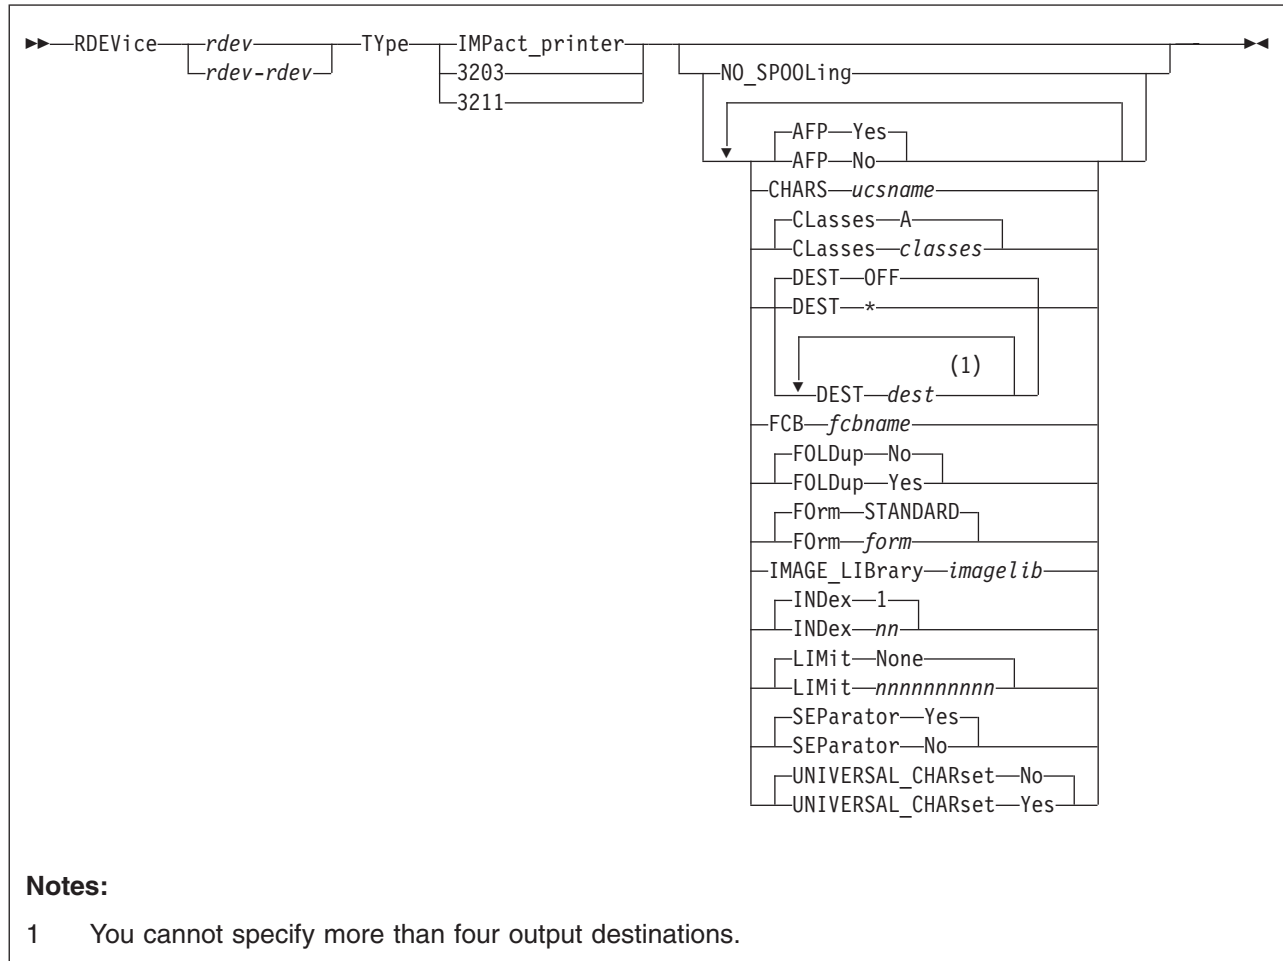 RDEVice rdev TYpe IMPact_printer
rdev-rdev 3203 NO_SPOOLing
3211
AFP Yes
AFP No
CHARS ucsname
CLasses A
CLasses classes
DEST OFF
DEST *
(1)
DEST dest
FCB fcbname
FOLDup No
FOLDup Yes
FOrm STANDARD
FOrm form
IMAGE_LIBrary imagelib
INDex 1
INDex nn
LIMit None
LIMit nnnnnnnnnn
SEParator Yes
SEParator No
UNIVERSAL_CHARset No
UNIVERSAL_CHARset Yes
Notes:
1 You cannot specify more than four output destinations.